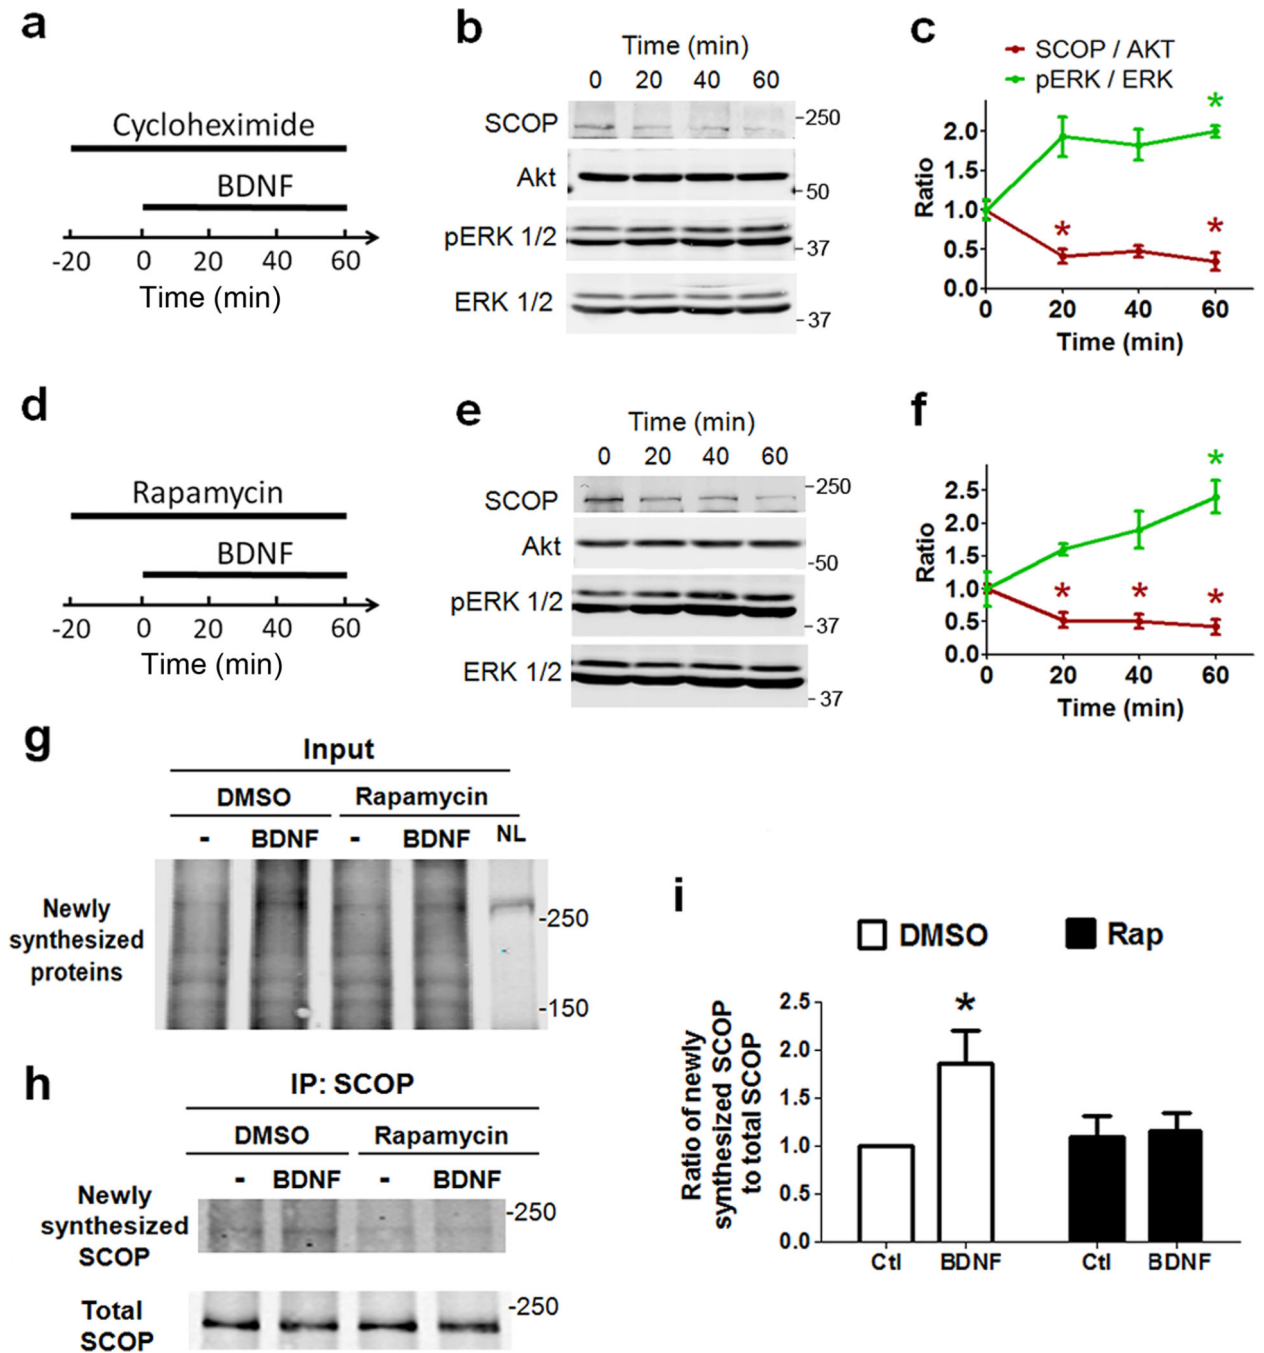 a
Cycloheximide
BDNF
-20 0 20 40 60
Time (min)
b
Time (min)
0 20 40 60
SCOP
-250
Akt
-50
pERK 1/2
-37
ERK 1/2
-37
c
SCOP / AKT
pERK / ERK
*
2.0
1.5
1.0
* *
0.5
0.0
Ratio
0 20 40 60
Time (min)
d
Rapamycin
BDNF
-20 0 20 40 60
Time (min)
e
Time (min)
0 20 40 60
SCOP
-250
Akt
-50
pERK 1/2
-37
ERK 1/2
-37
f
*
2.5
2.0
1.5
1.0
* * *
0.5
0.0
Ratio
0 20 40 60
Time (min)
g
Input
DMSO Rapamycin
- BDNF - BDNF NL
Newly
synthesized
proteins
-250
-150
h
IP: SCOP
DMSO Rapamycin
- BDNF - BDNF
Newly
synthesized
SCOP
-250
Total
SCOP
-250
i
DMSO Rap
Ratio of newly
synthesized SCOP
to total SCOP
2.5
*
2.0
1.5
1.0
0.5
0.0
Ctl BDNF Ctl BDNF